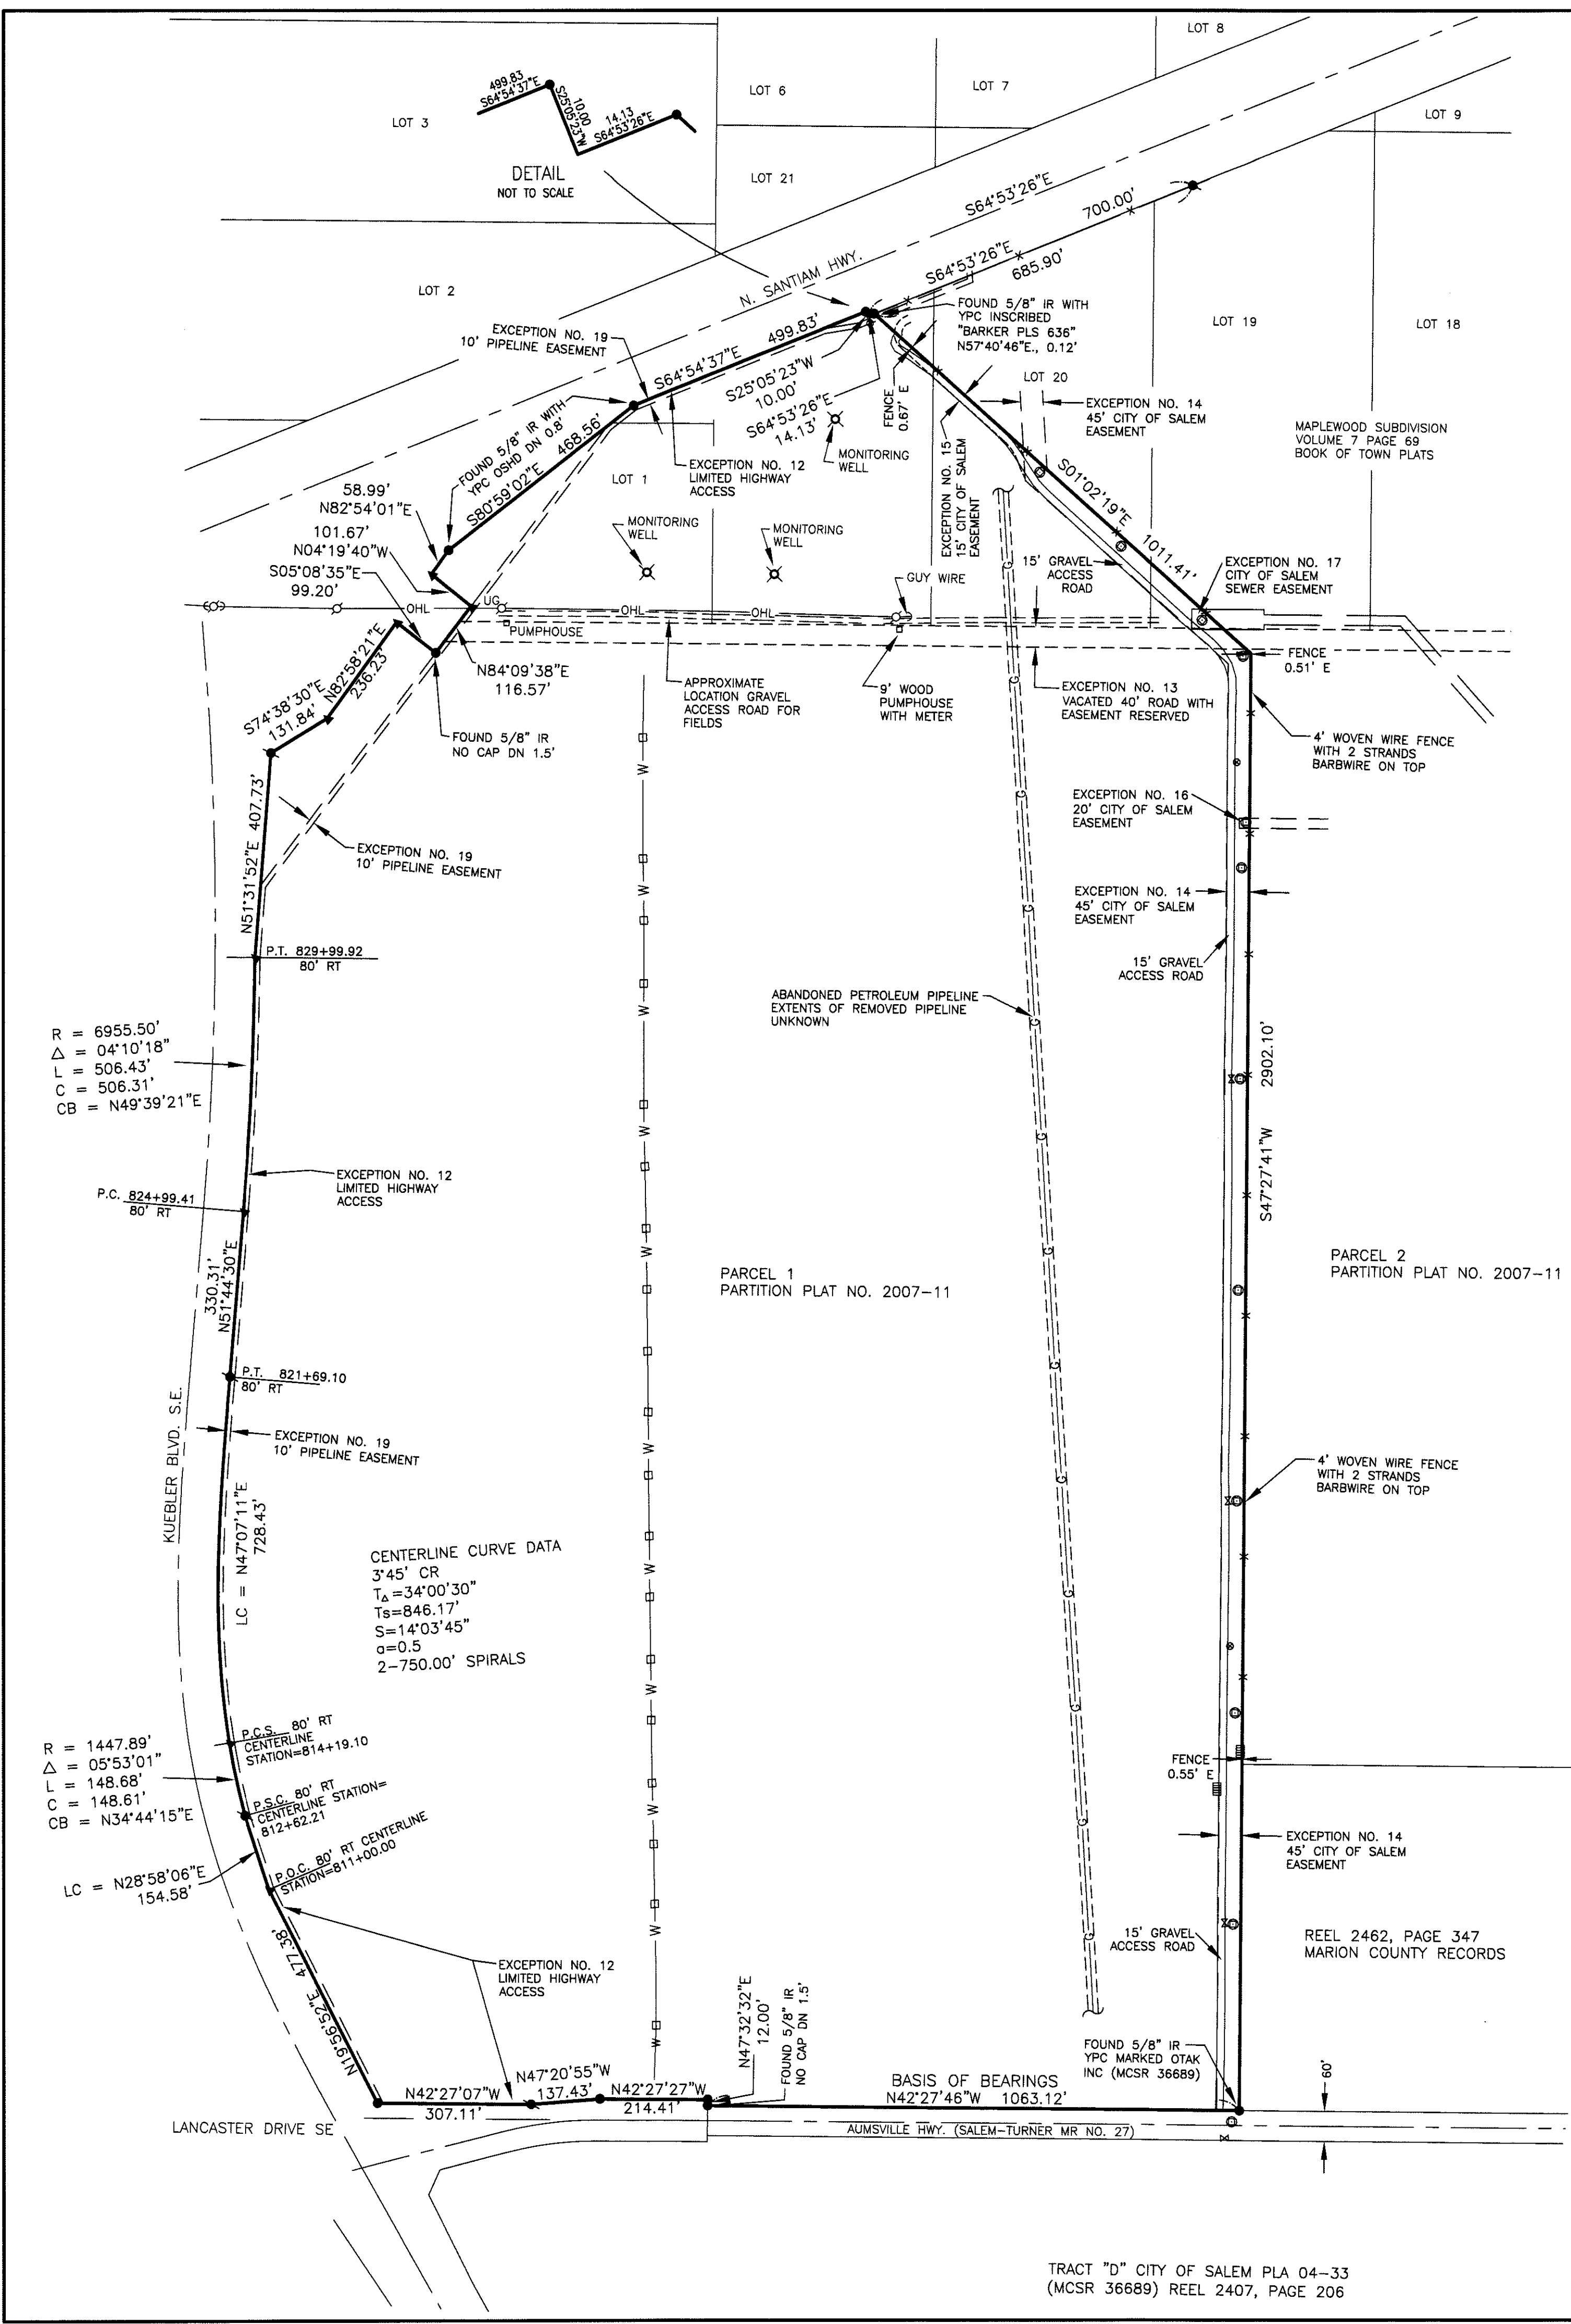 LOT 8
499.83
S64°54'37"E
10.00
S25°05'23"W
14.13
S64°53'26"E
LOT 6
LOT 7
LOT 3
LOT 9
DETAIL
NOT TO SCALE
LOT 21
S64°53'26"E
700.00'
S64°53'26"E
685.90'
N. SANTIAM HWY.
LOT 2
EXCEPTION NO. 19
10' PIPELINE EASEMENT
499.83'
S64°54'37"E
FOUND 5/8" IR WITH
YPC INSCRIBED
"BARKER PLS 636"
N57°40'46"E., 0.12'
LOT 19
LOT 18
S25°05'23"W
10.00'
S64°53'26"E
14.13'
FENCE
0.67' E
LOT 20
EXCEPTION NO. 14
45' CITY OF SALEM
EASEMENT
MAPLEWOOD SUBDIVISION
VOLUME 7 PAGE 69
BOOK OF TOWN PLATS
FOUND 5/8" IR WITH
YPC OSHD DN 0.8'
S80°59'02"E 468.56'
MONITORING
WELL
EXCEPTION NO. 12
LIMITED HIGHWAY
ACCESS
LOT 1
EXCEPTION NO. 15
15' CITY OF SALEM
EASEMENT
S01°02'19"E 1011.41'
58.99'
N82°54'01"E
101.67'
N04°19'40"W
S05°08'35"E
99.20'
MONITORING
WELL
MONITORING
WELL
15' GRAVEL
ACCESS
ROAD
EXCEPTION NO. 17
CITY OF SALEM
SEWER EASEMENT
GUY WIRE
OHL
UG
OHL
OHL
PUMPHOUSE
N82°58'21"E
236.23'
N84°09'38"E
116.57'
FENCE
0.51' E
APPROXIMATE
LOCATION GRAVEL
ACCESS ROAD FOR
FIELDS
9' WOOD
PUMPHOUSE
WITH METER
EXCEPTION NO. 13
VACATED 40' ROAD WITH
EASEMENT RESERVED
S74°38'30"E
131.84'
FOUND 5/8" IR
NO CAP DN 1.5'
4' WOVEN WIRE FENCE
WITH 2 STRANDS
BARBWIRE ON TOP
N51°31'52"E 407.73'
EXCEPTION NO. 16
20' CITY OF SALEM
EASEMENT
EXCEPTION NO. 19
10' PIPELINE EASEMENT
EXCEPTION NO. 14
45' CITY OF SALEM
EASEMENT
P.T. 829+99.92
80' RT
15' GRAVEL
ACCESS ROAD
ABANDONED PETROLEUM PIPELINE
EXTENTS OF REMOVED PIPELINE
UNKNOWN
R = 6955.50'
Δ = 04°10'18"
L = 506.43'
C = 506.31'
CB = N49°39'21"E
S47°27'41"W 2902.10'
EXCEPTION NO. 12
LIMITED HIGHWAY
ACCESS
P.C. 824+99.41
80' RT
330.31'
N51°44'30"E
PARCEL 1
PARTITION PLAT NO. 2007-11
PARCEL 2
PARTITION PLAT NO. 2007-11
P.T. 821+69.10
80' RT
KUEBLER BLVD. S.E.
EXCEPTION NO. 19
10' PIPELINE EASEMENT
4' WOVEN WIRE FENCE
WITH 2 STRANDS
BARBWIRE ON TOP
LC = N47°07'11"E
728.43'
CENTERLINE CURVE DATA
3°45' CR
TΔ=34°00'30"
Ts=846.17'
S=14°03'45"
a=0.5
2-750.00' SPIRALS
P.C.S. 80' RT
CENTERLINE
STATION=814+19.10
R = 1447.89'
Δ = 05°53'01"
L = 148.68'
C = 148.61'
CB = N34°44'15"E
FENCE
0.55' E
P.S.C. 80' RT
CENTERLINE STATION=
812+62.21
P.O.C. 80' RT CENTERLINE
STATION=811+00.00
EXCEPTION NO. 14
45' CITY OF SALEM
EASEMENT
LC = N28°58'06"E
154.58'
N19°56'52"E 477.38'
15' GRAVEL
ACCESS ROAD
REEL 2462, PAGE 347
MARION COUNTY RECORDS
EXCEPTION NO. 12
LIMITED HIGHWAY
ACCESS
N47°32'32"E
12.00'
FOUND 5/8" IR
NO CAP DN 1.5'
FOUND 5/8" IR
YPC MARKED OTAK
INC (MCSR 36689)
60'
N42°27'07"W
307.11'
N47°20'55"W
137.43'
N42°27'27"W
214.41'
BASIS OF BEARINGS
N42°27'46"W 1063.12'
LANCASTER DRIVE SE
AUMSVILLE HWY. (SALEM-TURNER MR NO. 27)
TRACT "D" CITY OF SALEM PLA 04-33
(MCSR 36689) REEL 2407, PAGE 206